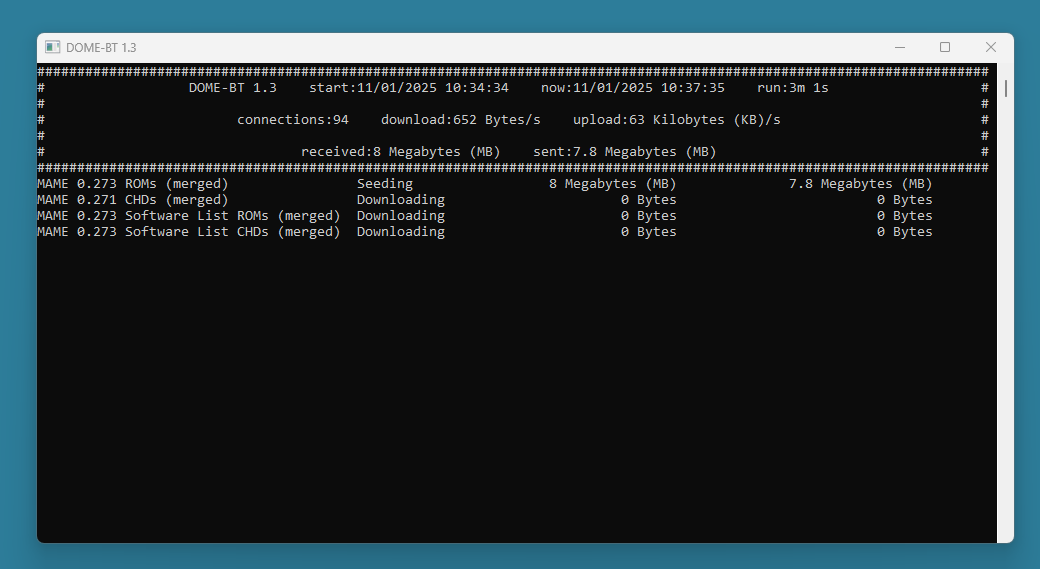 DOME-BT 1.3
#######################################################################################################################
# DOME-BT 1.3 start:11/01/2025 10:34:34 now:11/01/2025 10:37:35 run:3m 1s #
# #
# connections:94 download:652 Bytes/s upload:63 Kilobytes (KB)/s #
# #
# received:8 Megabytes (MB) sent:7.8 Megabytes (MB) #
#######################################################################################################################
MAME 0.273 ROMs (merged) Seeding 8 Megabytes (MB) 7.8 Megabytes (MB)
MAME 0.271 CHDs (merged) Downloading 0 Bytes 0 Bytes
MAME 0.273 Software List ROMs (merged) Downloading 0 Bytes 0 Bytes
MAME 0.273 Software List CHDs (merged) Downloading 0 Bytes 0 Bytes